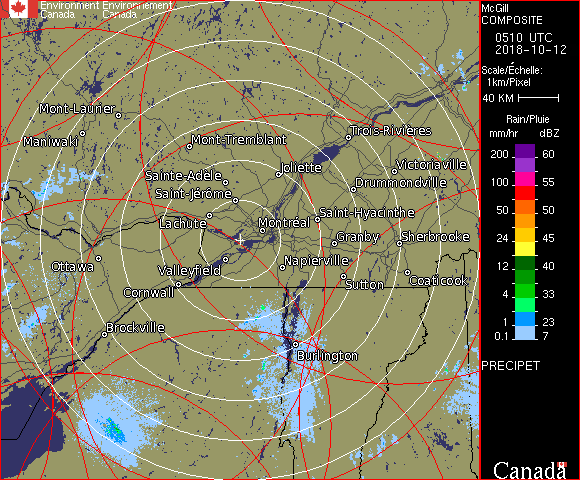 Environment Environnement
Canada Canada
McGill
COMPOSITE
0510 UTC
2018-10-12
Scale/Échelle:
1km/Pixel
40 KM
Rain/Pluie
mm/hr dBZ
200 60
100 55
50 50
24 45
12 40
4 33
1 23
0.1 7
PRECIPET
Canada
Mont-Laurier
Maniwaki
Mont-Tremblant
Trois-Rivières
Sainte-Adèle
Joliette
Victoriaville
Saint-Jérôme
Drummondville
Lachute
Montréal
Saint-Hyacinthe
Granby
Sherbrooke
Ottawa
Valleyfield
Napierville
Cornwall
Sutton
Coaticook
Brockville
Burlington